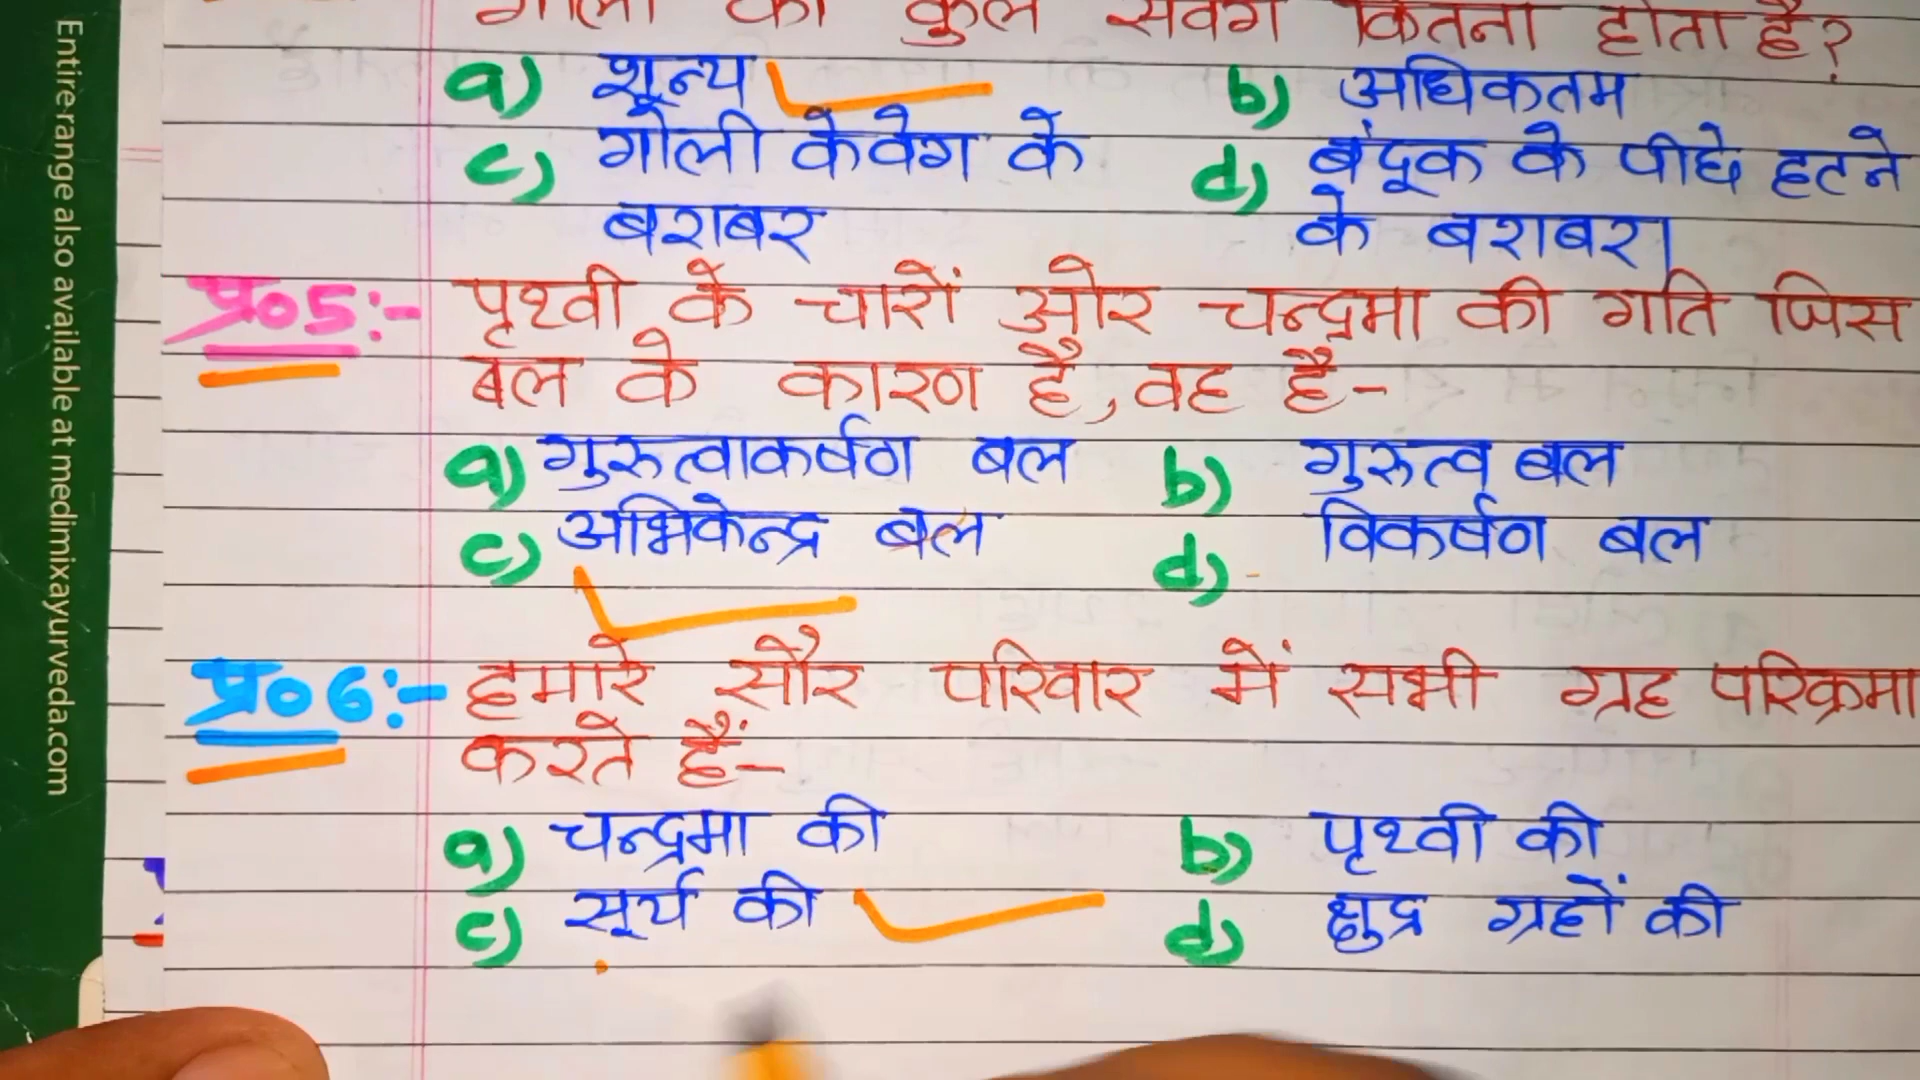 गोली का कुल संवेग कितना होता है?
a) शून्य b) अधिकतम
c) गोली के वेग के d) बंदूक के पीछे हटने
बराबर के बराबर।
प्र०5:- पृथ्वी के चारों ओर चन्द्रमा की गति जिस
बल के कारण है, वह है-
a) गुरुत्वाकर्षण बल b) गुरुत्व बल
c) अभिकेन्द्र बल d) विकर्षण बल
प्र०6:- हमारे सौर परिवार में सभी ग्रह परिक्रमा
करते हैं-
a) चन्द्रमा की b) पृथ्वी की
c) सूर्य की d) क्षुद्र ग्रहों की
Entire range also available at medimixayurveda.com